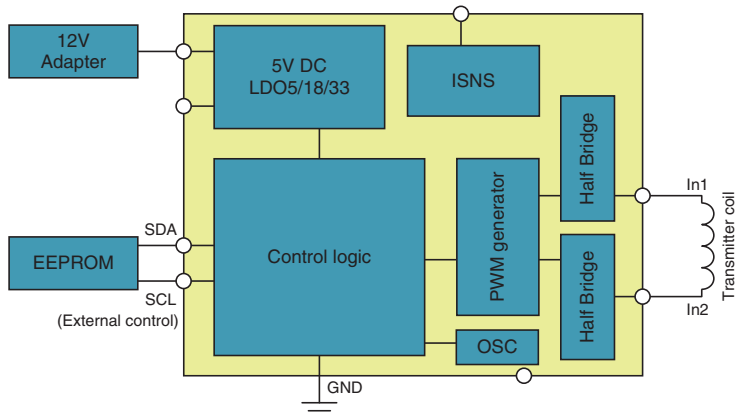 12V
Adapter
5V DC
LDO5/18/33
ISNS
Half Bridge
In1
SDA
EEPROM
SCL
(External control)
Control logic
PWM generator
Half Bridge
Transmitter coil
In2
OSC
GND